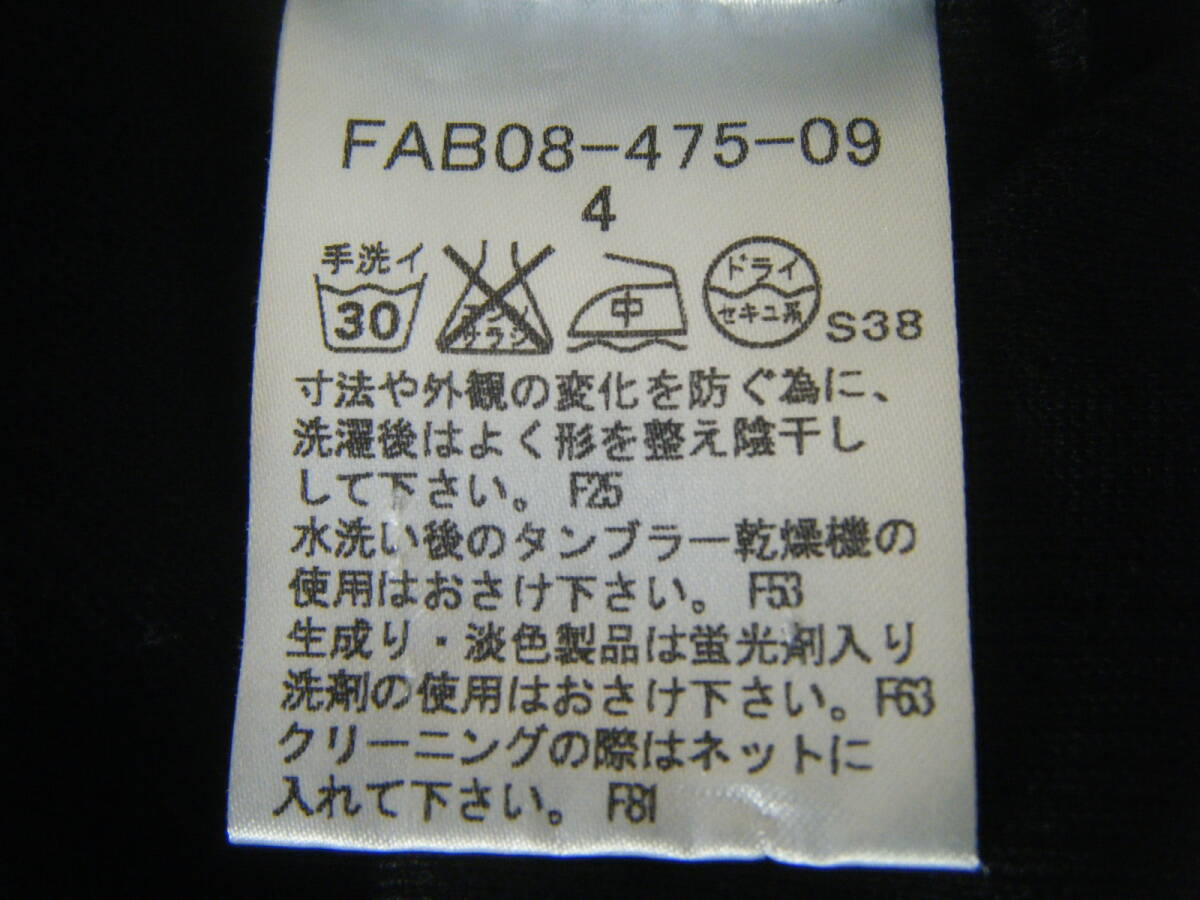 FAB08-475-09
4
手洗イ
30
エンソサラシ
中
ドライ
セキユ系
S38
寸法や外観の変化を防ぐ為に、
洗濯後はよく形を整え陰干し
して下さい。 F25
水洗い後のタンブラー乾燥機の
使用はおさけ下さい。 F53
生成り・淡色製品は蛍光剤入り
洗剤の使用はおさけ下さい。F63
クリーニングの際はネットに
入れて下さい。 F81